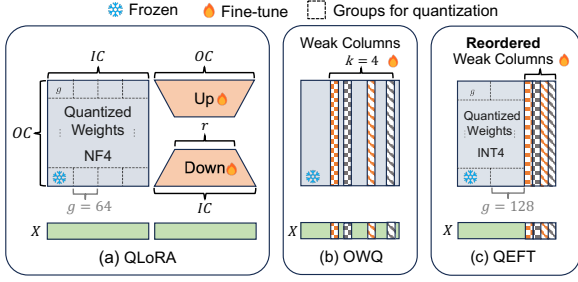 Frozen Fine-tune Groups for quantization
IC
OC
OC
g
Quantized
Weights
NF4
g = 64
Up
r
Down
IC
X
(a) QLoRA
Weak Columns
k = 4
X
(b) OWQ
Reordered
Weak Columns
g
Quantized
Weights
INT4
g = 128
X
(c) QEFT